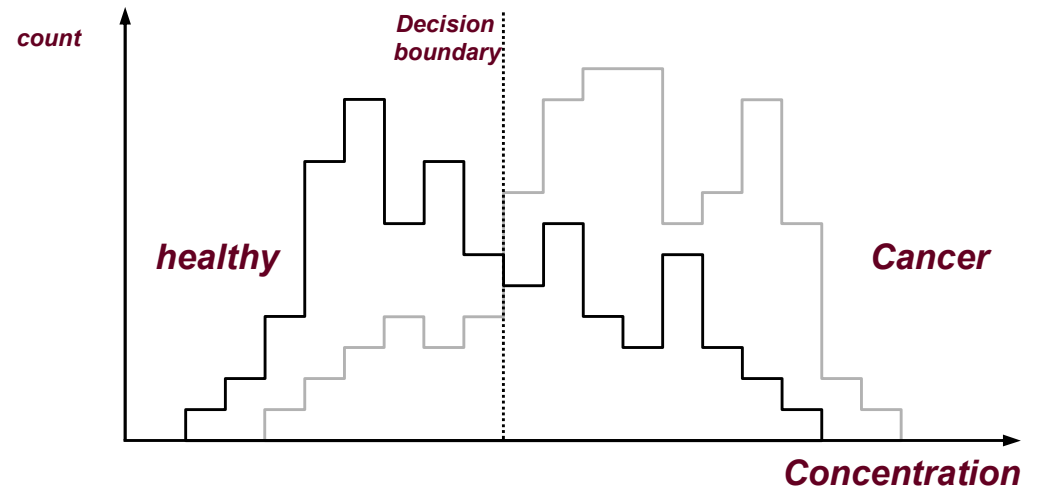 count
Decision
boundary
healthy
Cancer
Concentration